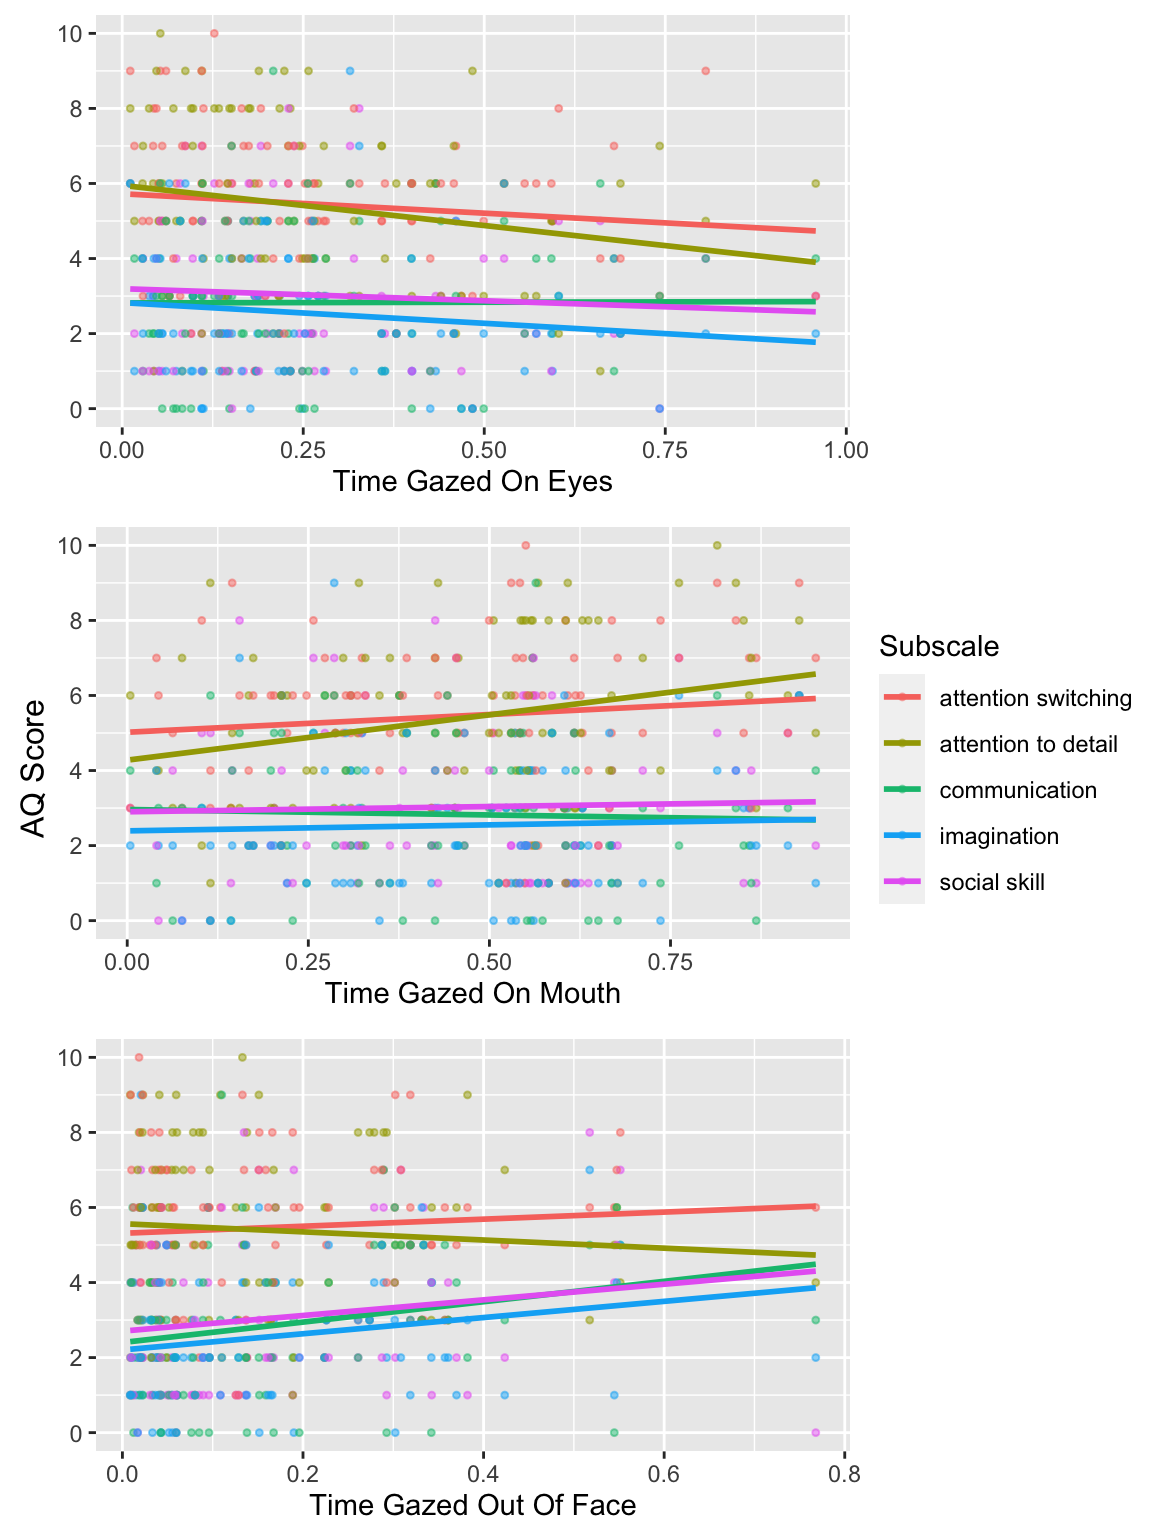 10
8
6
4
2
0
0.00 0.25 0.50 0.75 1.00
Time Gazed On Eyes
AQ Score
10
8
6
4
2
0
0.00 0.25 0.50 0.75
Time Gazed On Mouth
Subscale
attention switching
attention to detail
communication
imagination
social skill
10
8
6
4
2
0
0.0 0.2 0.4 0.6 0.8
Time Gazed Out Of Face